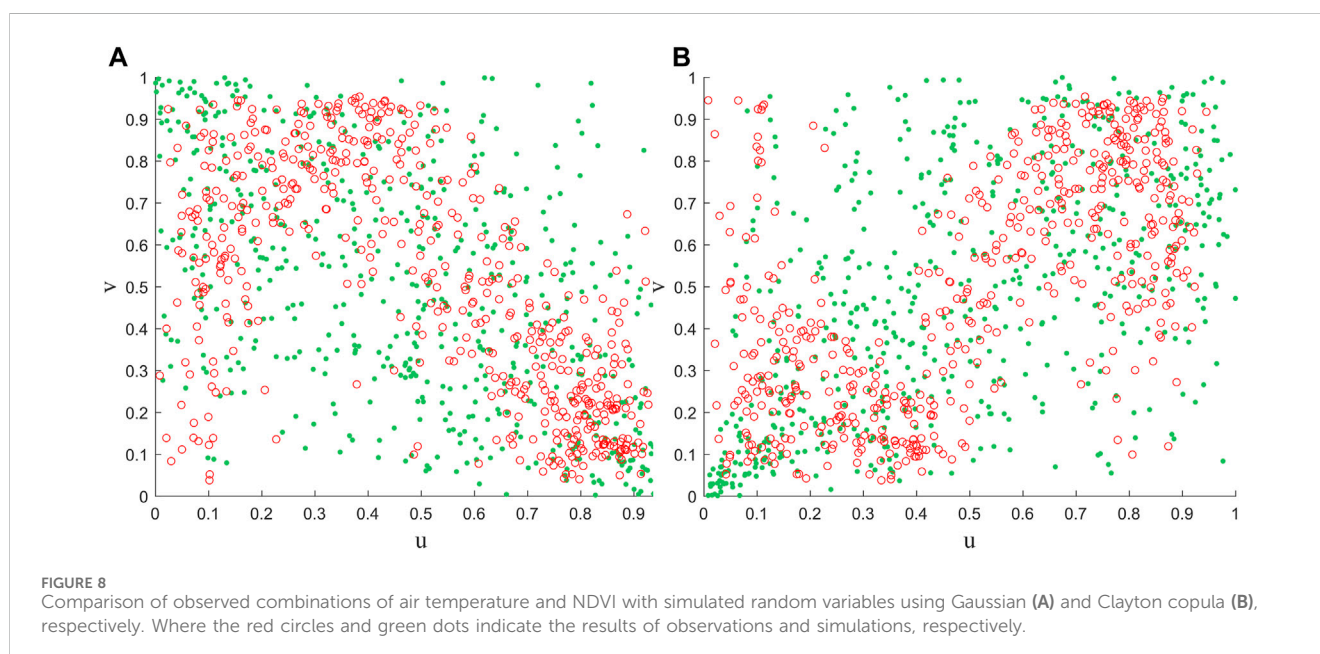 A
B
1
0.9
0.8
0.7
0.6
0.5
0.4
0.3
0.2
0.1
0
v
0 0.1 0.2 0.3 0.4 0.5 0.6 0.7 0.8 0.9
u
1
0.9
0.8
0.7
0.6
0.5
0.4
0.3
0.2
0.1
0
v
0 0.1 0.2 0.3 0.4 0.5 0.6 0.7 0.8 0.9 1
u
FIGURE 8
Comparison of observed combinations of air temperature and NDVI with simulated random variables using Gaussian (A) and Clayton copula (B),
respectively. Where the red circles and green dots indicate the results of observations and simulations, respectively.